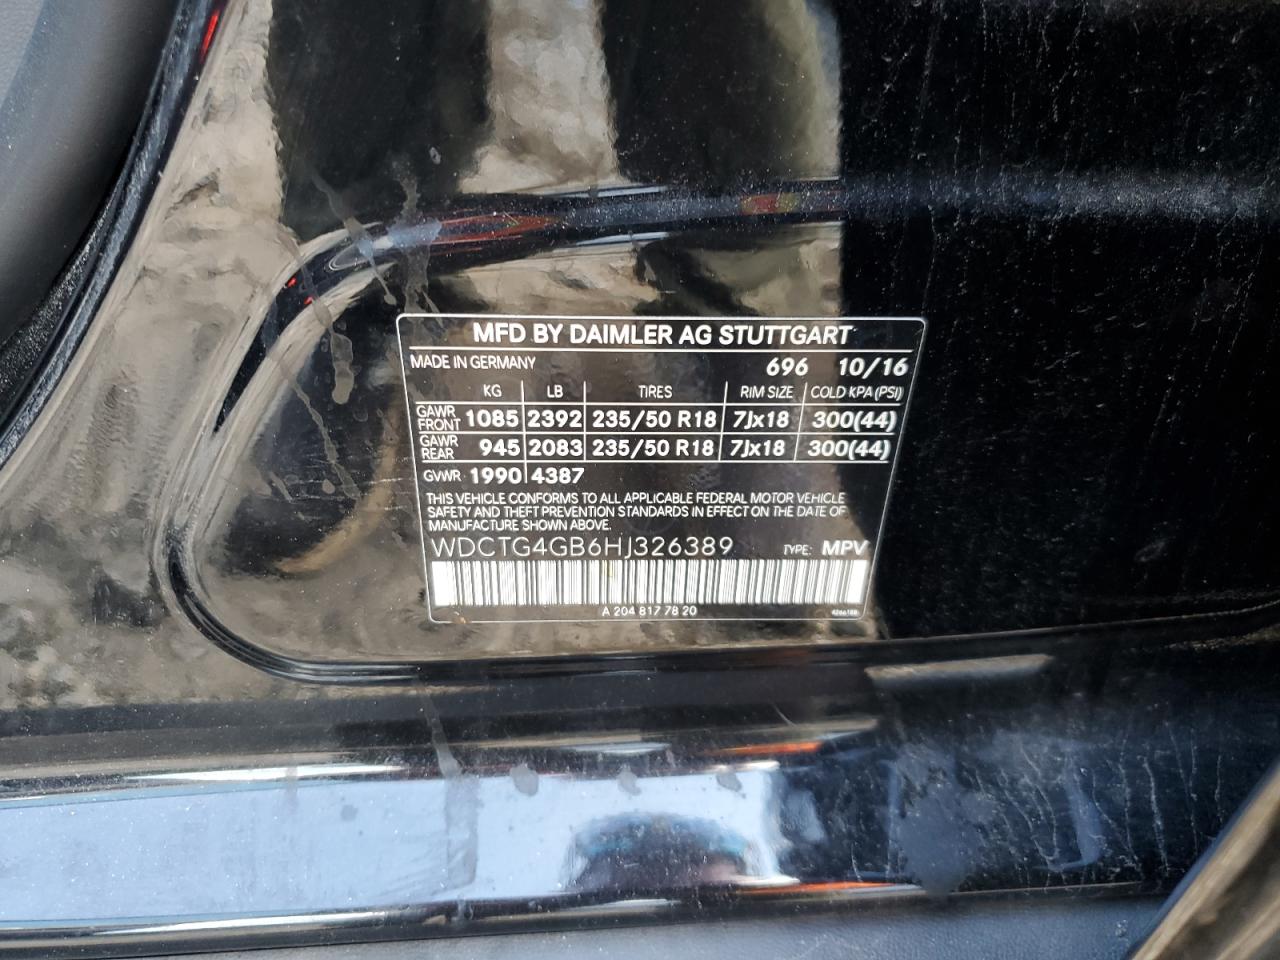 MFD BY DAIMLER AG STUTTGART
MADE IN GERMANY 696 10/16
KG LB TIRES RIM SIZE COLD KPA (PSI)
GAWR FRONT 1085 2392 235/50 R18 7Jx18 300(44)
GAWR REAR 945 2083 235/50 R18 7Jx18 300(44)
GVWR 1990 4387
THIS VEHICLE CONFORMS TO ALL APPLICABLE FEDERAL MOTOR VEHICLE
SAFETY AND THEFT PREVENTION STANDARDS IN EFFECT ON THE DATE OF
MANUFACTURE SHOWN ABOVE.
WDCTG4GB6HJ326389 TYPE: MPV
A 204 817 78 20